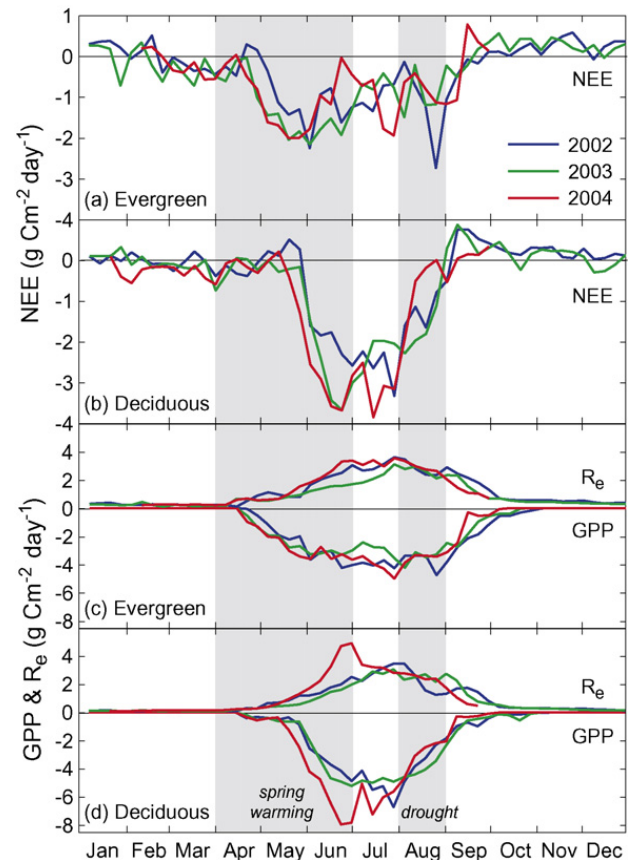 1
0
-1
-2
-3
-4
NEE
2002
2003
2004
(a) Evergreen
0
-1
-2
-3
-4
NEE
(b) Deciduous
NEE (g Cm-2 day-1)
4
2
0
-2
-4
-6
-8
Re
GPP
(c) Evergreen
4
2
0
-2
-4
-6
-8
Re
GPP
spring
warming
drought
(d) Deciduous
GPP & Re (g Cm-2 day-1)
Jan Feb Mar Apr May Jun Jul Aug Sep Oct Nov Dec